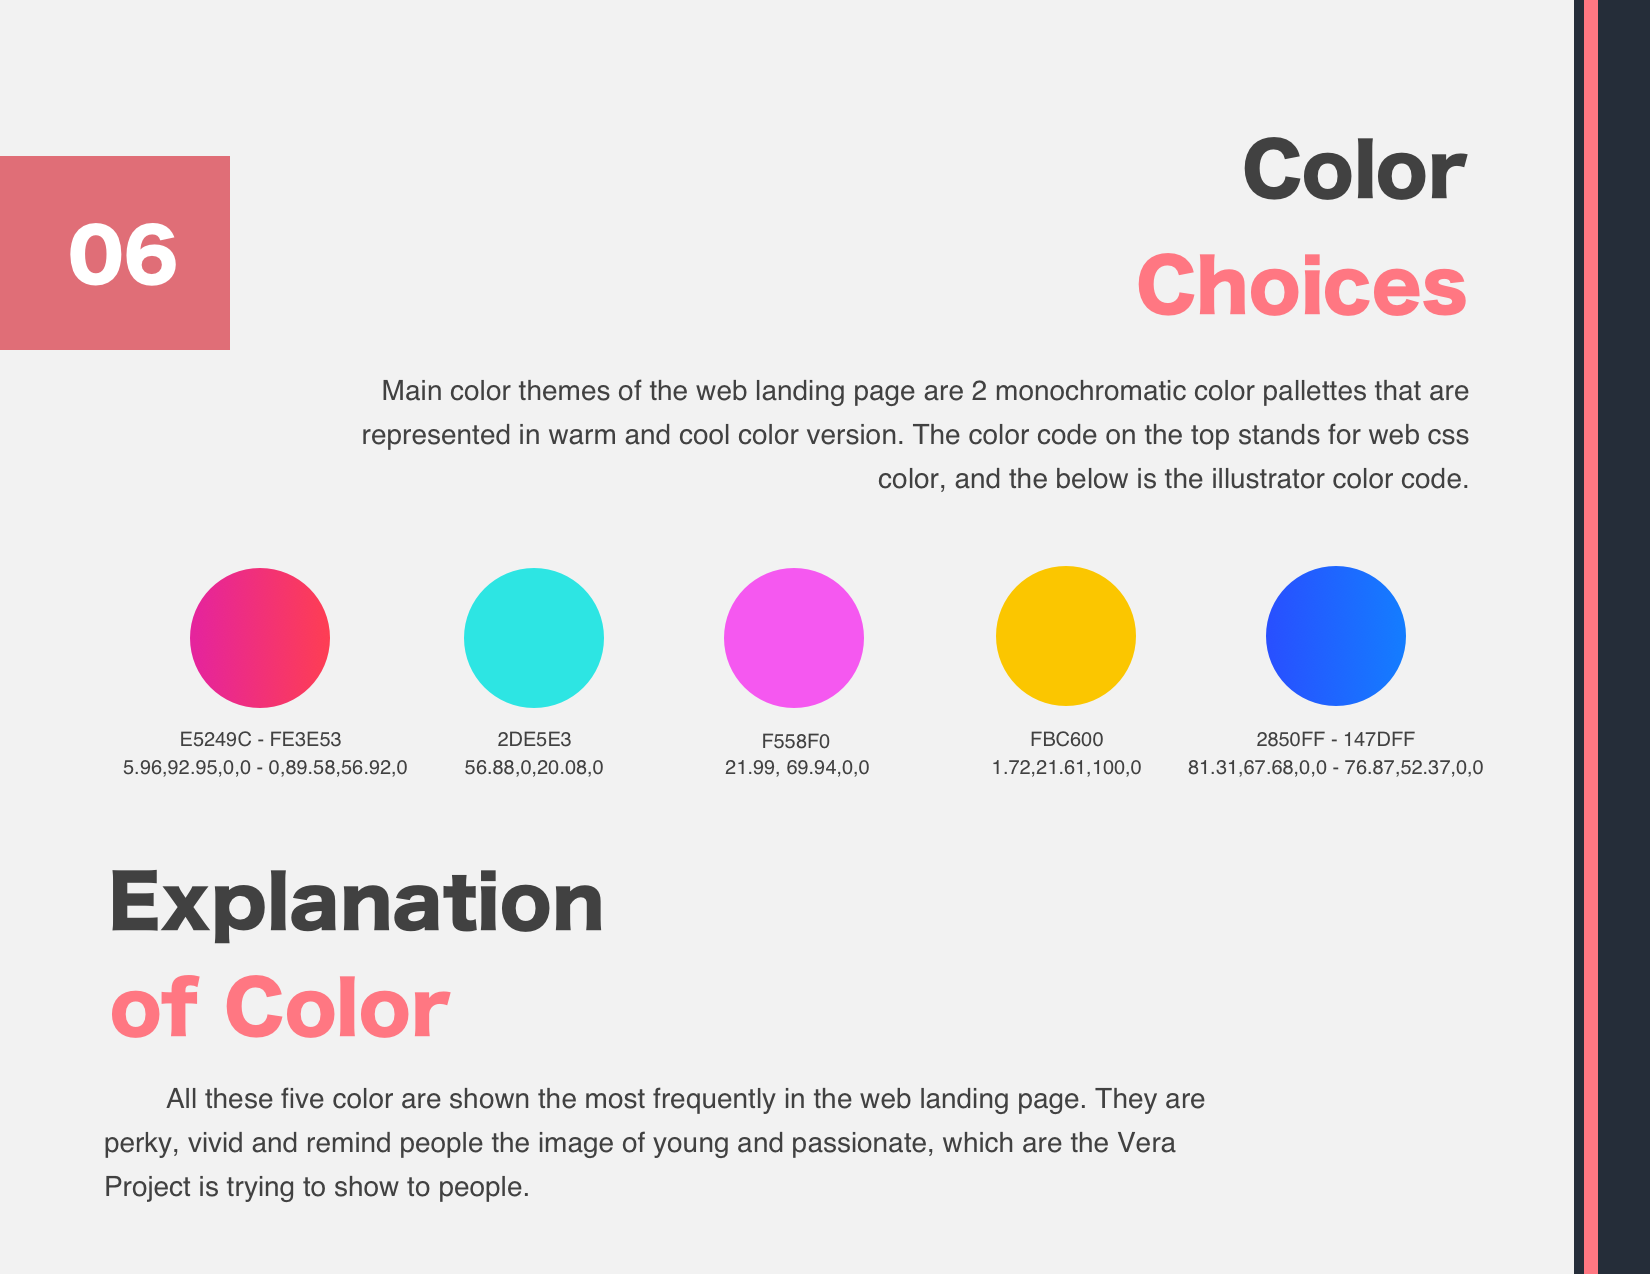 06
Color
Choices
Main color themes of the web landing page are 2 monochromatic color pallettes that are
represented in warm and cool color version. The color code on the top stands for web css
color, and the below is the illustrator color code.
E5249C - FE3E53
5.96,92.95,0,0 - 0,89.58,56.92,0
2DE5E3
56.88,0,20.08,0
F558F0
21.99, 69.94,0,0
FBC600
1.72,21.61,100,0
2850FF - 147DFF
81.31,67.68,0,0 - 76.87,52.37,0,0
Explanation
of Color
All these five color are shown the most frequently in the web landing page. They are
perky, vivid and remind people the image of young and passionate, which are the Vera
Project is trying to show to people.